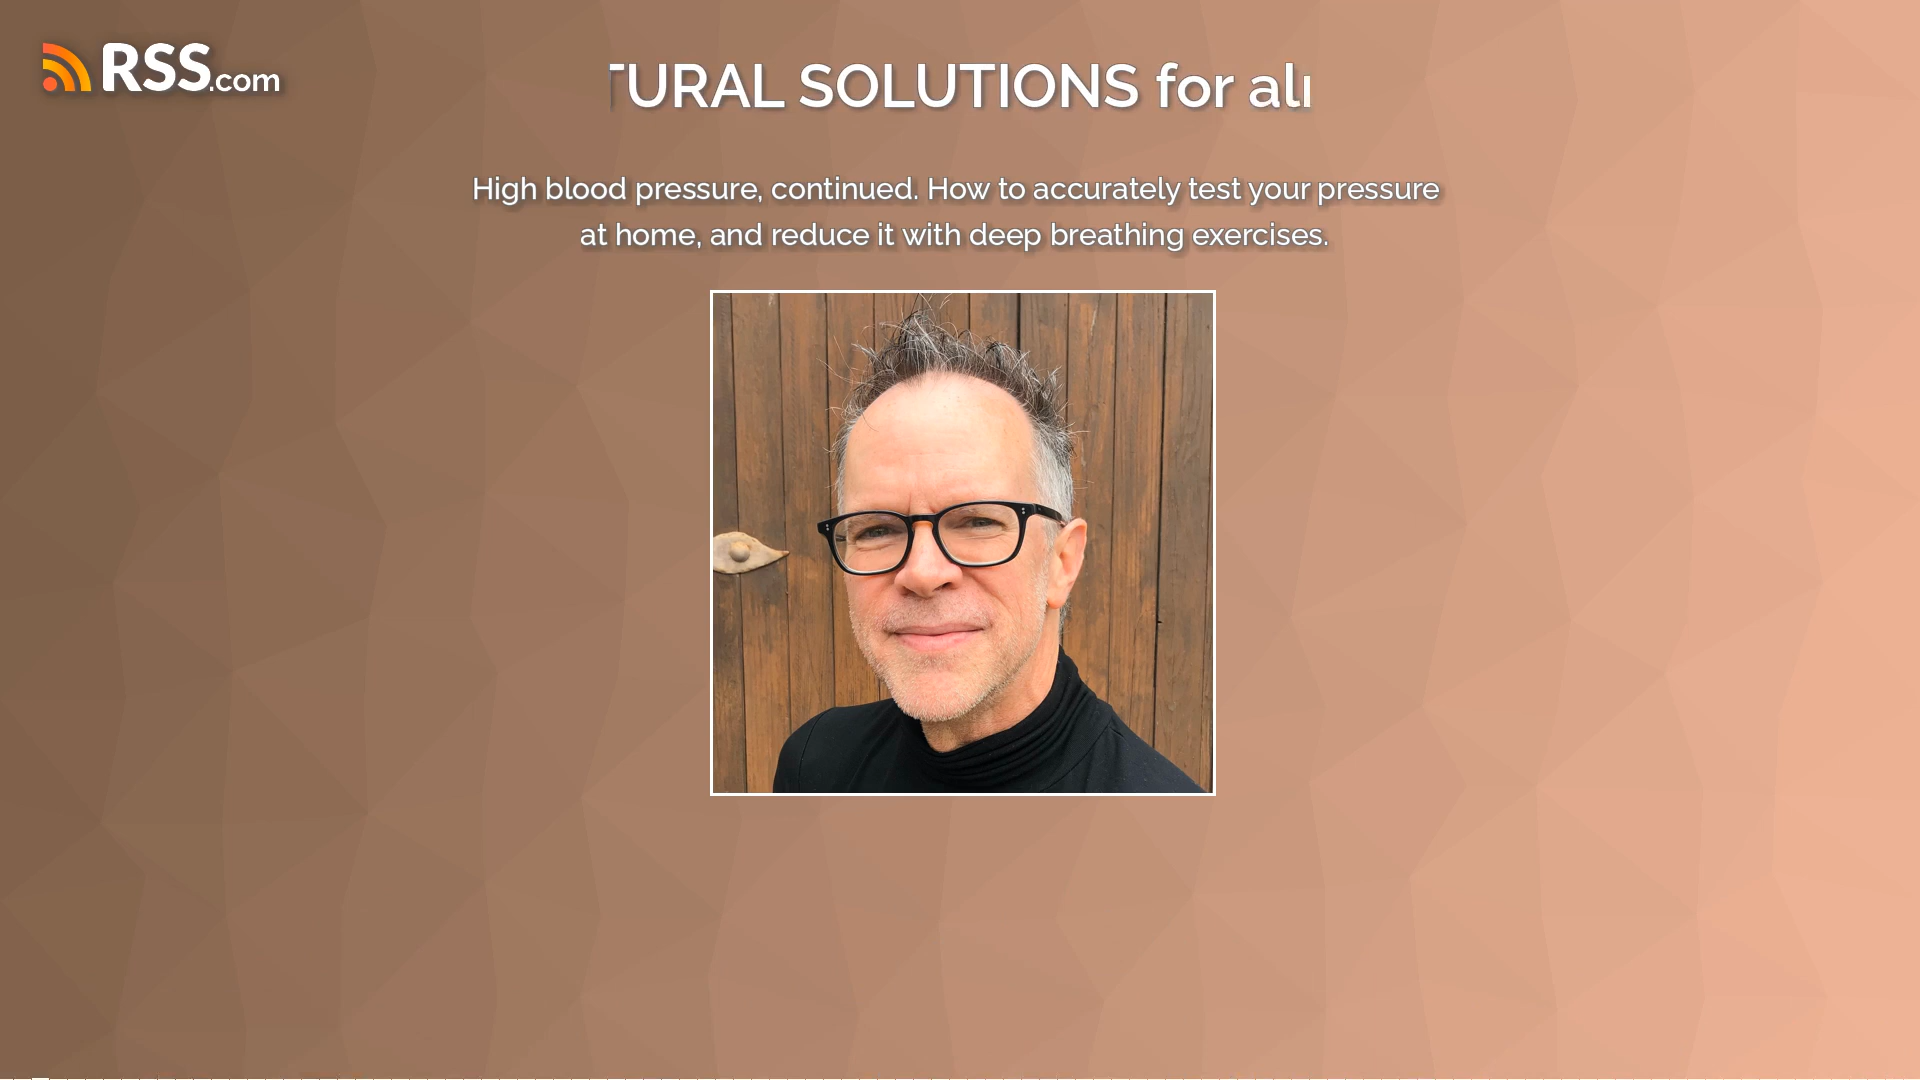 RSS.com
TURAL SOLUTIONS for al
High blood pressure, continued. How to accurately test your pressure
at home, and reduce it with deep breathing exercises.